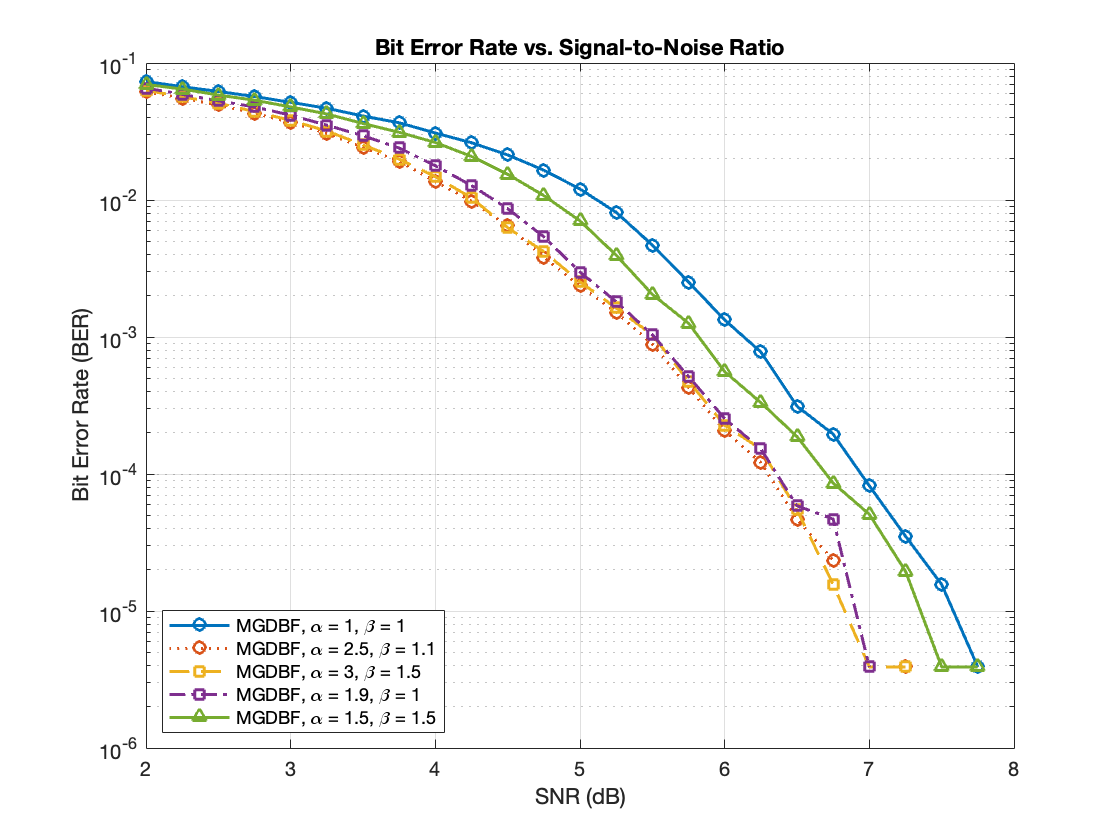 Bit Error Rate vs. Signal-to-Noise Ratio
Bit Error Rate (BER)
10^-1
10^-2
10^-3
10^-4
10^-5
10^-6
MGDBF, α = 1, β = 1
MGDBF, α = 2.5, β = 1.1
MGDBF, α = 3, β = 1.5
MGDBF, α = 1.9, β = 1
MGDBF, α = 1.5, β = 1.5
2 3 4 5 6 7 8
SNR (dB)